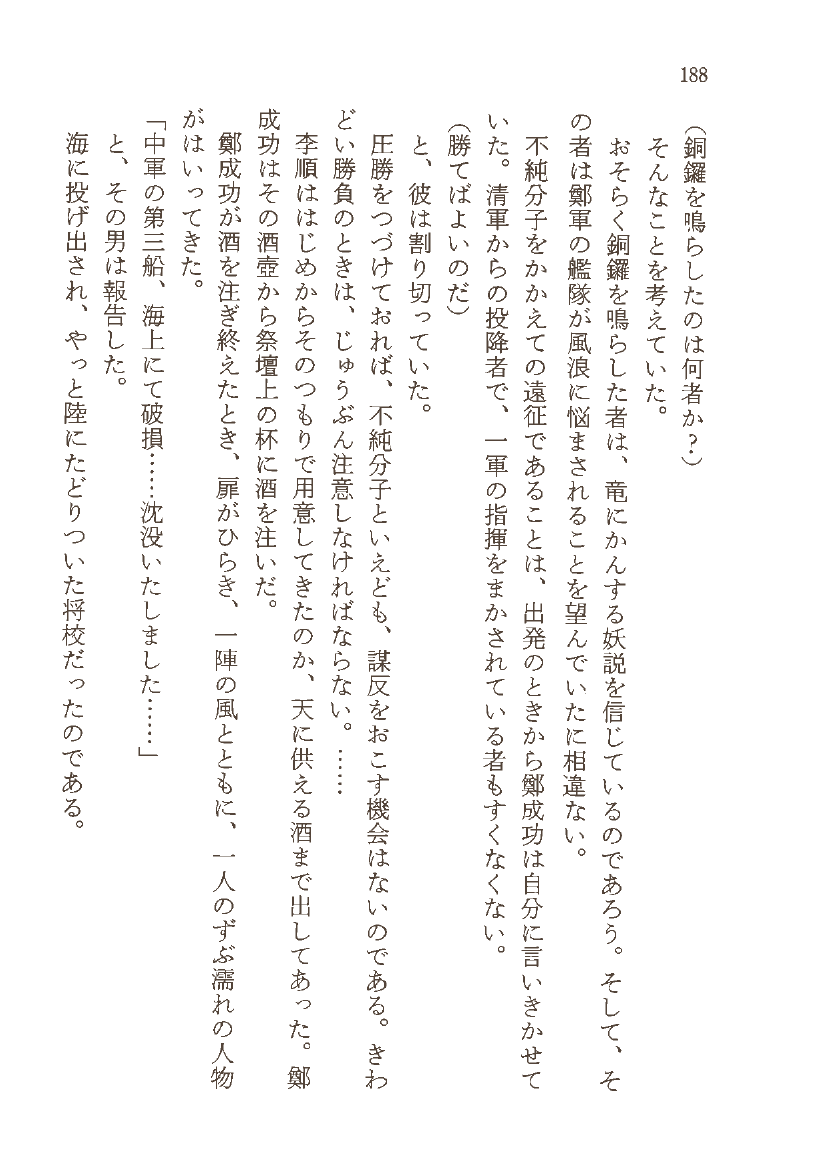 188
（銅鑼を鳴らしたのは何者か？）
そんなことを考えていた。
おそらく銅鑼を鳴らした者は、竜にかんする妖説を信じているのであろう。そして、そ
の者は鄭軍の艦隊が風浪に悩まされることを望んでいたに相違ない。
不純分子をかかえての遠征であることは、出発のときから鄭成功は自分に言いきかせて
いた。清軍からの投降者で、一軍の指揮をまかされている者もすくなくない。
（勝てばよいのだ）
と、彼は割り切っていた。
圧勝をつづけておれば、不純分子といえども、謀反をおこす機会はないのである。きわ
どい勝負のときは、じゅうぶん注意しなければならない。……
李順ははじめからそのつもりで用意してきたのか、天に供える酒まで出してあった。鄭
成功はその酒壺から祭壇上の杯に酒を注いだ。
鄭成功が酒を注ぎ終えたとき、扉がひらき、一陣の風とともに、一人のずぶ濡れの人物
がはいってきた。
「中軍の第三船、海上にて破損……沈没いたしました……」
と、その男は報告した。
海に投げ出され、やっと陸にたどりついた将校だったのである。